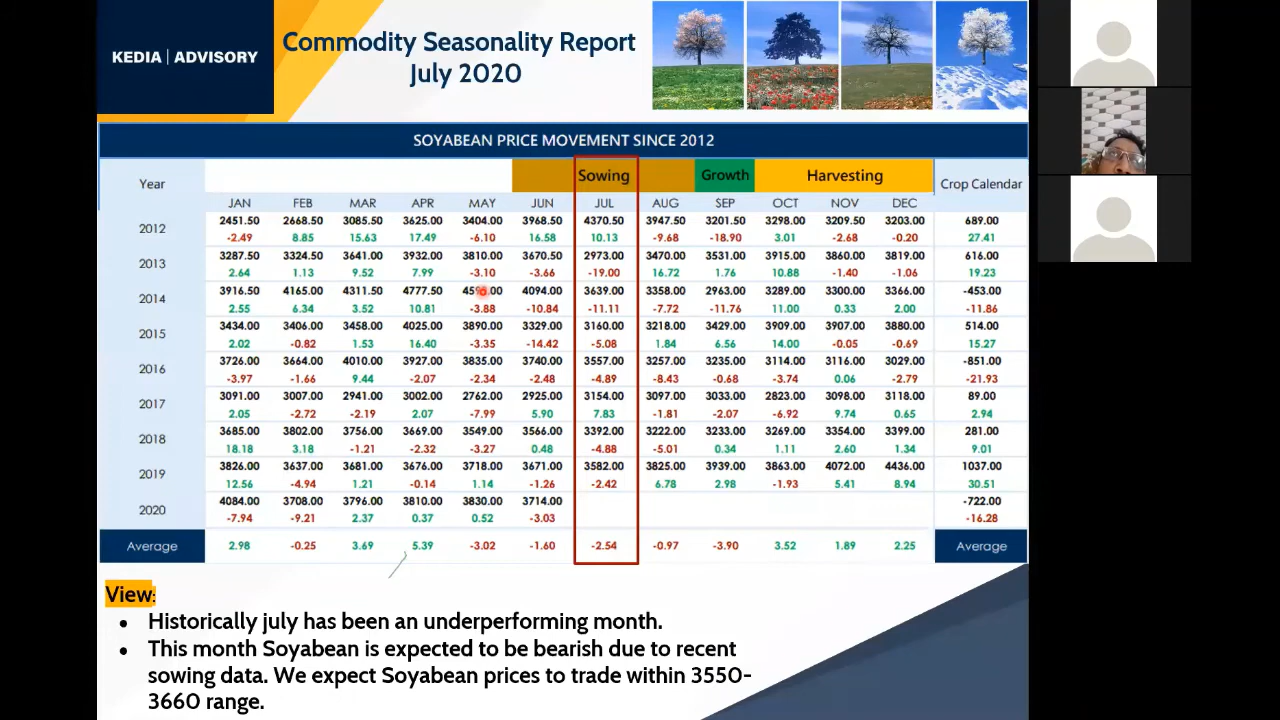 KEDIA | ADVISORY
Commodity Seasonality Report
July 2020
SOYABEAN PRICE MOVEMENT SINCE 2012
Year Sowing Growth Harvesting Crop Calendar
JAN FEB MAR APR MAY JUN JUL AUG SEP OCT NOV DEC
2012 2451.50 2668.50 3085.50 3625.00 3404.00 3968.50 4370.50 3947.50 3201.50 3298.00 3209.50 3203.00 689.00
-2.49 8.85 15.63 17.49 -6.10 16.58 10.13 -9.68 -18.90 3.01 -2.68 -0.20 27.41
2013 3287.50 3324.50 3641.00 3932.00 3810.00 3670.50 2973.00 3470.00 3531.00 3915.00 3860.00 3819.00 616.00
2.64 1.13 9.52 7.99 -3.10 -3.66 -19.00 16.72 1.76 10.88 -1.40 -1.06 19.23
2014 3916.50 4165.00 4311.50 4777.50 4094.00 3639.00 3358.00 2963.00 3289.00 3300.00 3366.00 -453.00
2.55 6.34 3.52 10.81 -3.88 -10.84 -11.11 -7.72 -11.76 11.00 0.33 2.00 -11.86
2015 3434.00 3406.00 3458.00 4025.00 3890.00 3329.00 3160.00 3218.00 3429.00 3909.00 3907.00 3880.00 514.00
2.02 -0.82 1.53 16.40 -3.35 -14.42 -5.08 1.84 6.56 14.00 -0.05 -0.69 15.27
2016 3726.00 3664.00 4010.00 3927.00 3835.00 3740.00 3557.00 3257.00 3235.00 3114.00 3116.00 3029.00 -851.00
-3.97 -1.66 9.44 -2.07 -2.34 -2.48 -4.89 -8.43 -0.68 -3.74 0.06 -2.79 -21.93
2017 3091.00 3007.00 2941.00 3002.00 2762.00 2925.00 3154.00 3097.00 3033.00 2823.00 3098.00 3118.00 89.00
2.05 -2.72 -2.19 2.07 -7.99 5.90 7.83 -1.81 -2.07 -6.92 9.74 0.65 2.94
2018 3685.00 3802.00 3756.00 3669.00 3549.00 3566.00 3392.00 3222.00 3233.00 3269.00 3354.00 3399.00 281.00
18.18 3.18 -1.21 -2.32 -3.27 0.48 -4.88 -5.01 0.34 1.11 2.60 1.34 9.01
2019 3826.00 3637.00 3681.00 3676.00 3718.00 3671.00 3582.00 3825.00 3939.00 3863.00 4072.00 4436.00 1037.00
12.56 -4.94 1.21 -0.14 1.14 -1.26 -2.42 6.78 2.98 -1.93 5.41 8.94 30.51
2020 4084.00 3708.00 3796.00 3810.00 3830.00 3714.00 -722.00
-7.94 -9.21 2.37 0.37 0.52 -3.03 -16.28
Average 2.98 -0.25 3.69 5.39 -3.02 -1.60 -2.54 -0.97 -3.90 3.52 1.89 2.25 Average
View:
• Historically july has been an underperforming month.
• This month Soyabean is expected to be bearish due to recent
sowing data. We expect Soyabean prices to trade within 3550-
3660 range.